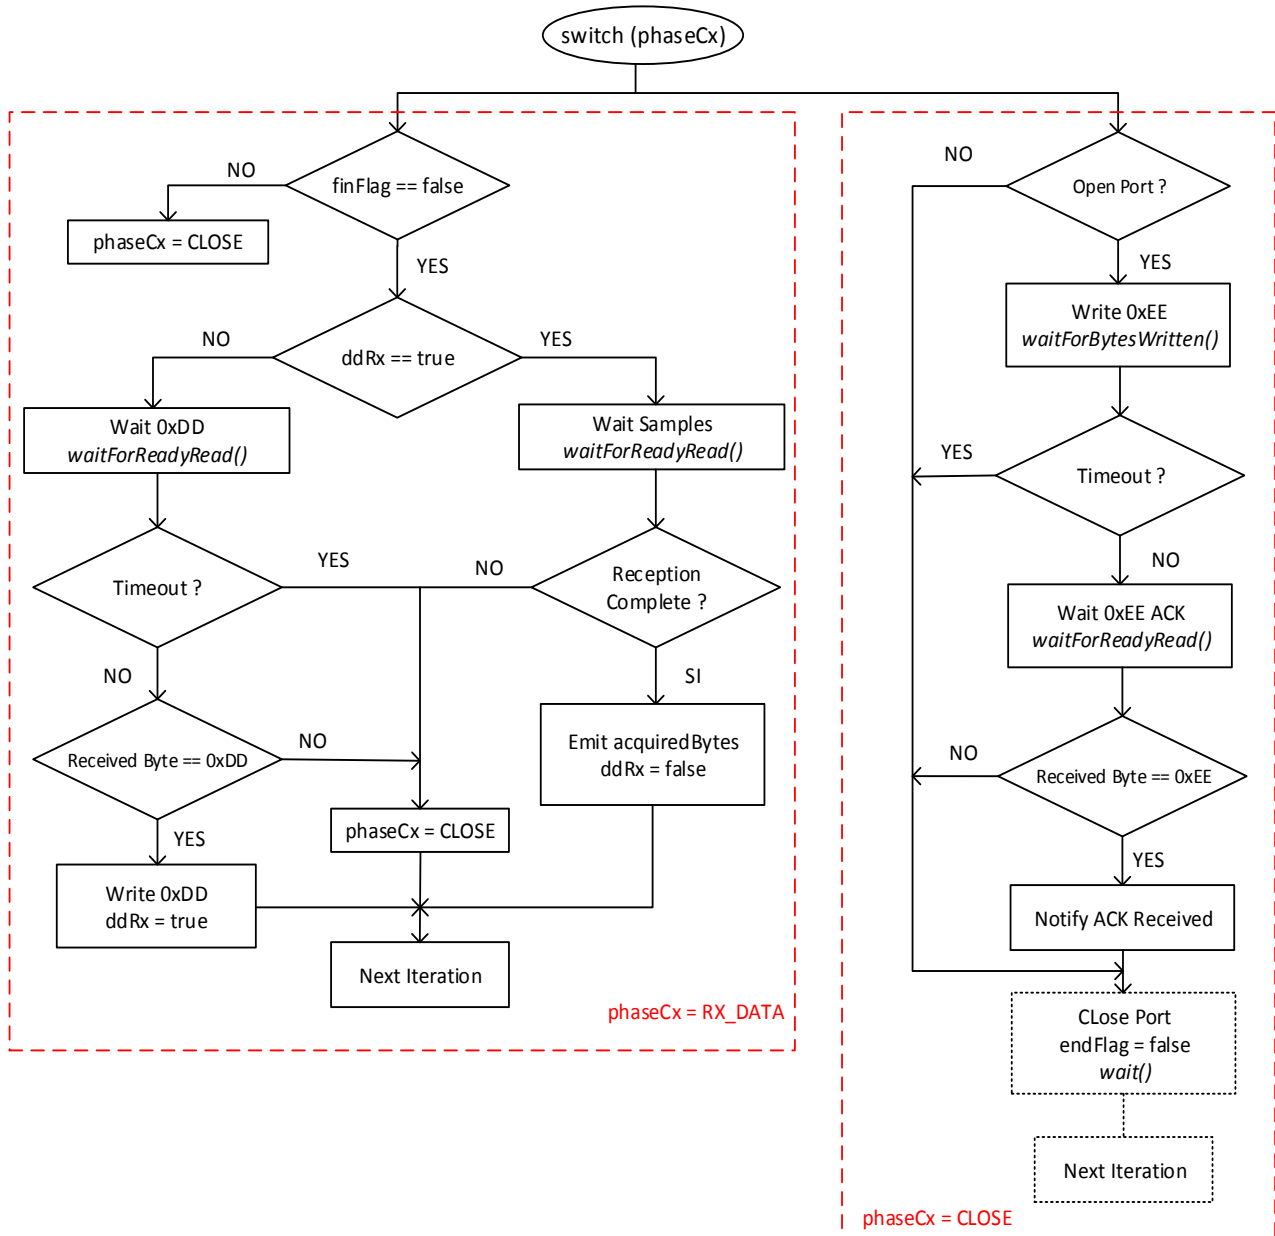 switch (phaseCx)
finFlag == false
NO
phaseCx = CLOSE
YES
ddRx == true
NO
YES
Wait 0xDD
waitForReadyRead()
Wait Samples
waitForReadyRead()
Timeout ?
YES
NO
Reception
Complete ?
NO
SI
Received Byte == 0xDD
NO
Emit acquiredBytes
ddRx = false
YES
phaseCx = CLOSE
Write 0xDD
ddRx = true
Next Iteration
phaseCx = RX_DATA
NO
Open Port ?
YES
Write 0xEE
waitForBytesWritten()
YES
Timeout ?
NO
Wait 0xEE ACK
waitForReadyRead()
NO
Received Byte == 0xEE
YES
Notify ACK Received
CLose Port
endFlag = false
wait()
Next Iteration
phaseCx = CLOSE